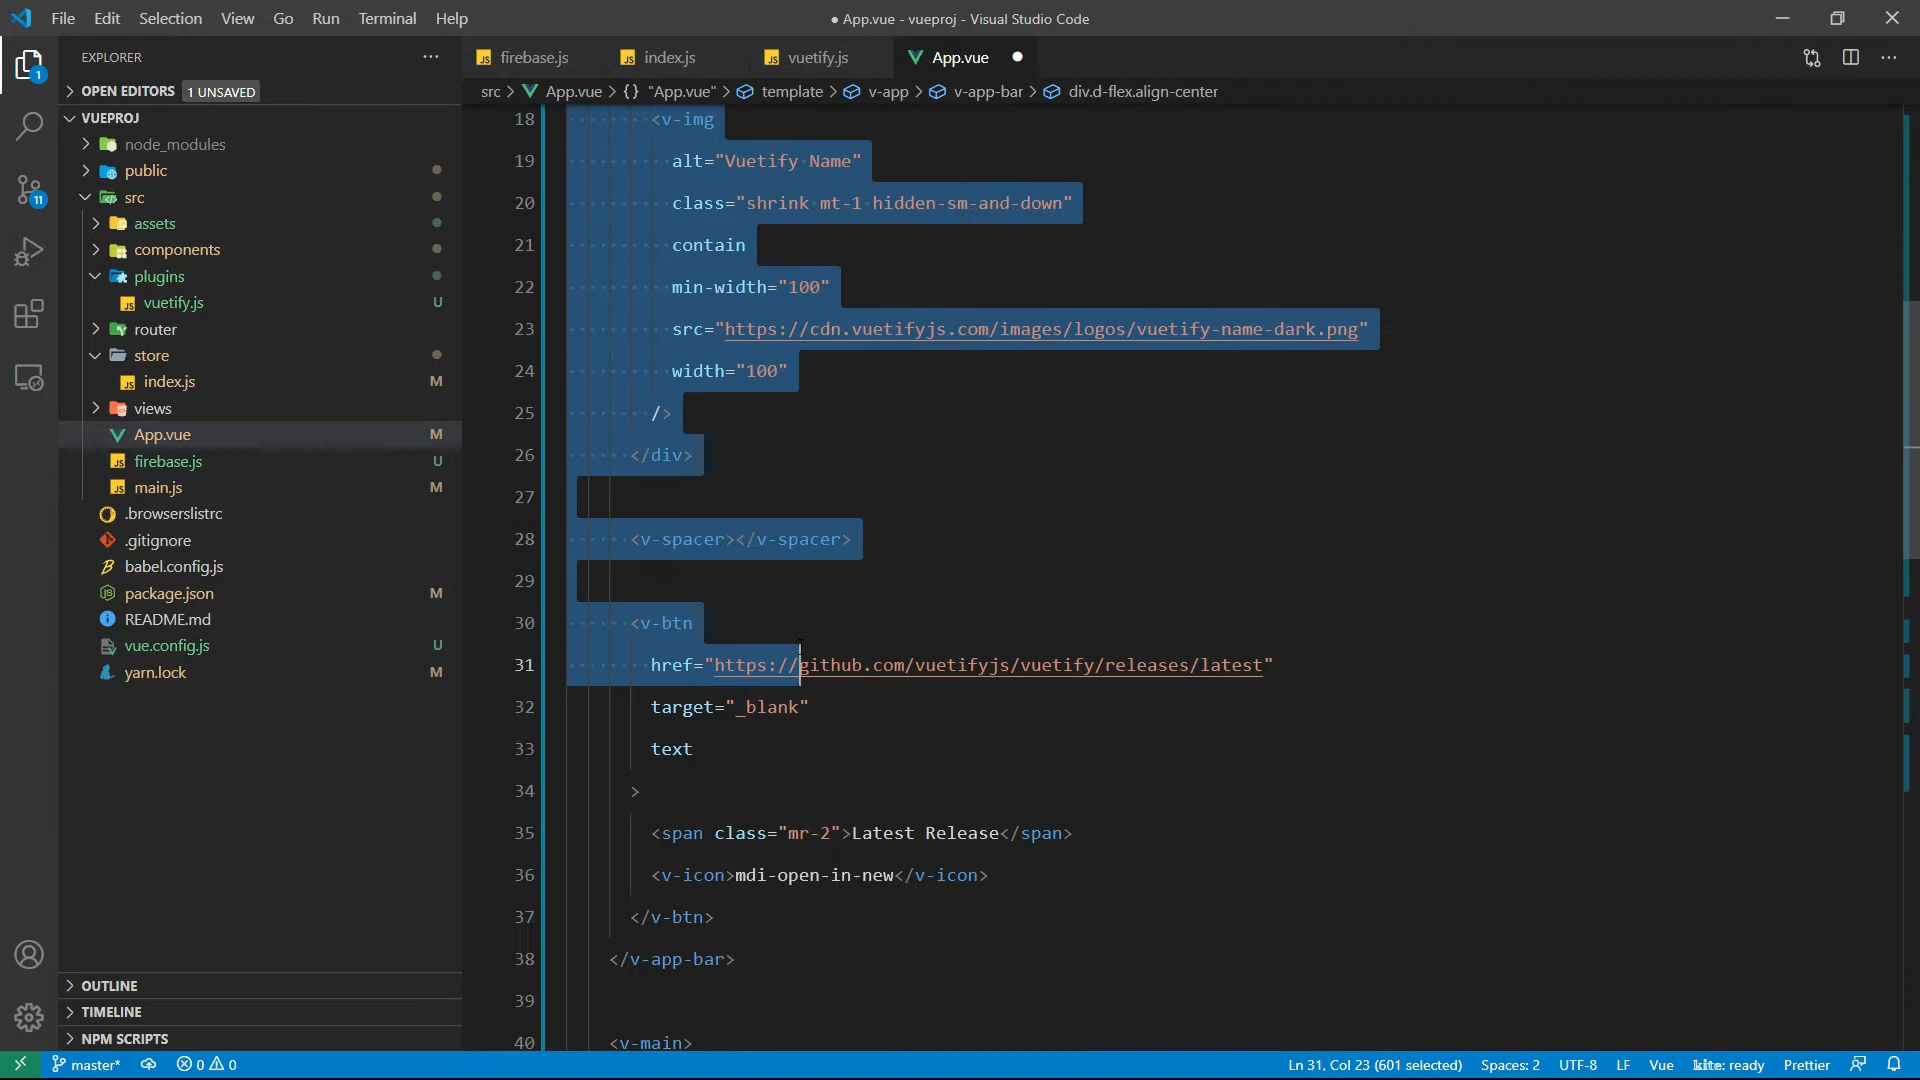 File Edit Selection View Go Run Terminal Help
● App.vue - vueproj - Visual Studio Code
EXPLORER
OPEN EDITORS 1 UNSAVED
VUEPROJ
node_modules
public
src
assets
components
plugins
vuetify.js U
router
store
index.js M
views
App.vue M
firebase.js U
main.js M
.browserslistrc
.gitignore
babel.config.js
package.json M
README.md
vue.config.js U
yarn.lock M
OUTLINE
TIMELINE
NPM SCRIPTS
1
11
firebase.js index.js vuetify.js App.vue
src > App.vue > {} "App.vue" > template > v-app > v-app-bar > div.d-flex.align-center
18 <v-img
19 alt="Vuetify Name"
20 class="shrink mt-1 hidden-sm-and-down"
21 contain
22 min-width="100"
23 src="https://cdn.vuetifyjs.com/images/logos/vuetify-name-dark.png"
24 width="100"
25 />
26 </div>
27
28 <v-spacer></v-spacer>
29
30 <v-btn
31 href="https://github.com/vuetifyjs/vuetify/releases/latest"
32 target="_blank"
33 text
34 >
35 <span class="mr-2">Latest Release</span>
36 <v-icon>mdi-open-in-new</v-icon>
37 </v-btn>
38 </v-app-bar>
39
40 <v-main>
master* 0 0 Ln 31, Col 23 (601 selected) Spaces: 2 UTF-8 LF Vue kite: ready Prettier